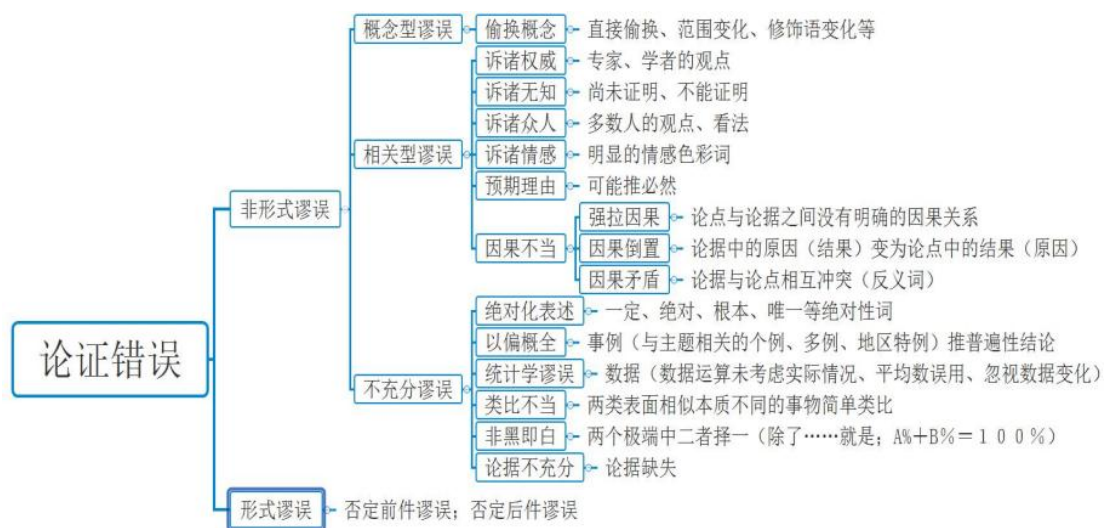 论证错误
非形式谬误
概念型谬误
偷换概念 直接偷换、范围变化、修饰语变化等
相关型谬误
诉诸权威 专家、学者的观点
诉诸无知 尚未证明、不能证明
诉诸众人 多数人的观点、看法
诉诸情感 明显的情感色彩词
预期理由 可能推必然
因果不当
强拉因果 论点与论据之间没有明确的因果关系
因果倒置 论据中的原因（结果）变为论点中的结果（原因）
因果矛盾 论据与论点相互冲突（反义词）
不充分谬误
绝对化表述 一定、绝对、根本、唯一等绝对性词
以偏概全 事例（与主题相关的个例、多例、地区特例）推普遍性结论
统计学谬误 数据（数据运算未考虑实际情况、平均数误用、忽视数据变化）
类比不当 两类表面相似本质不同的事物简单类比
非黑即白 两个极端中二者择一（除了……就是；A%＋B%＝１００%）
论据不充分 论据缺失
形式谬误 否定前件谬误；否定后件谬误